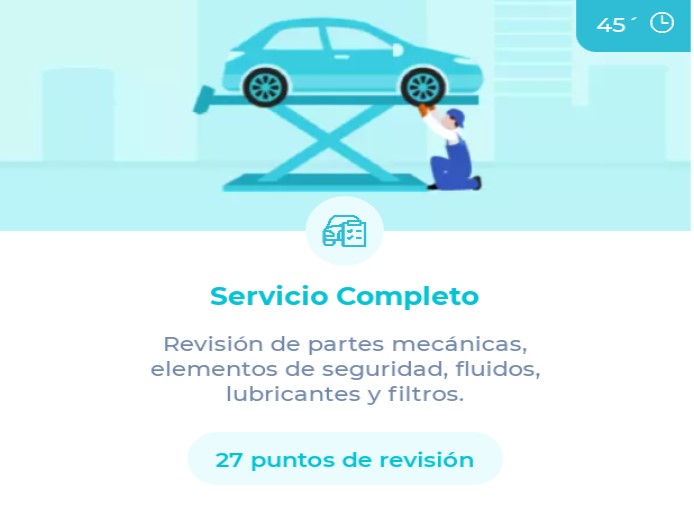 45´
Servicio Completo
Revisión de partes mecánicas,
elementos de seguridad, fluidos,
lubricantes y filtros.
27 puntos de revisión